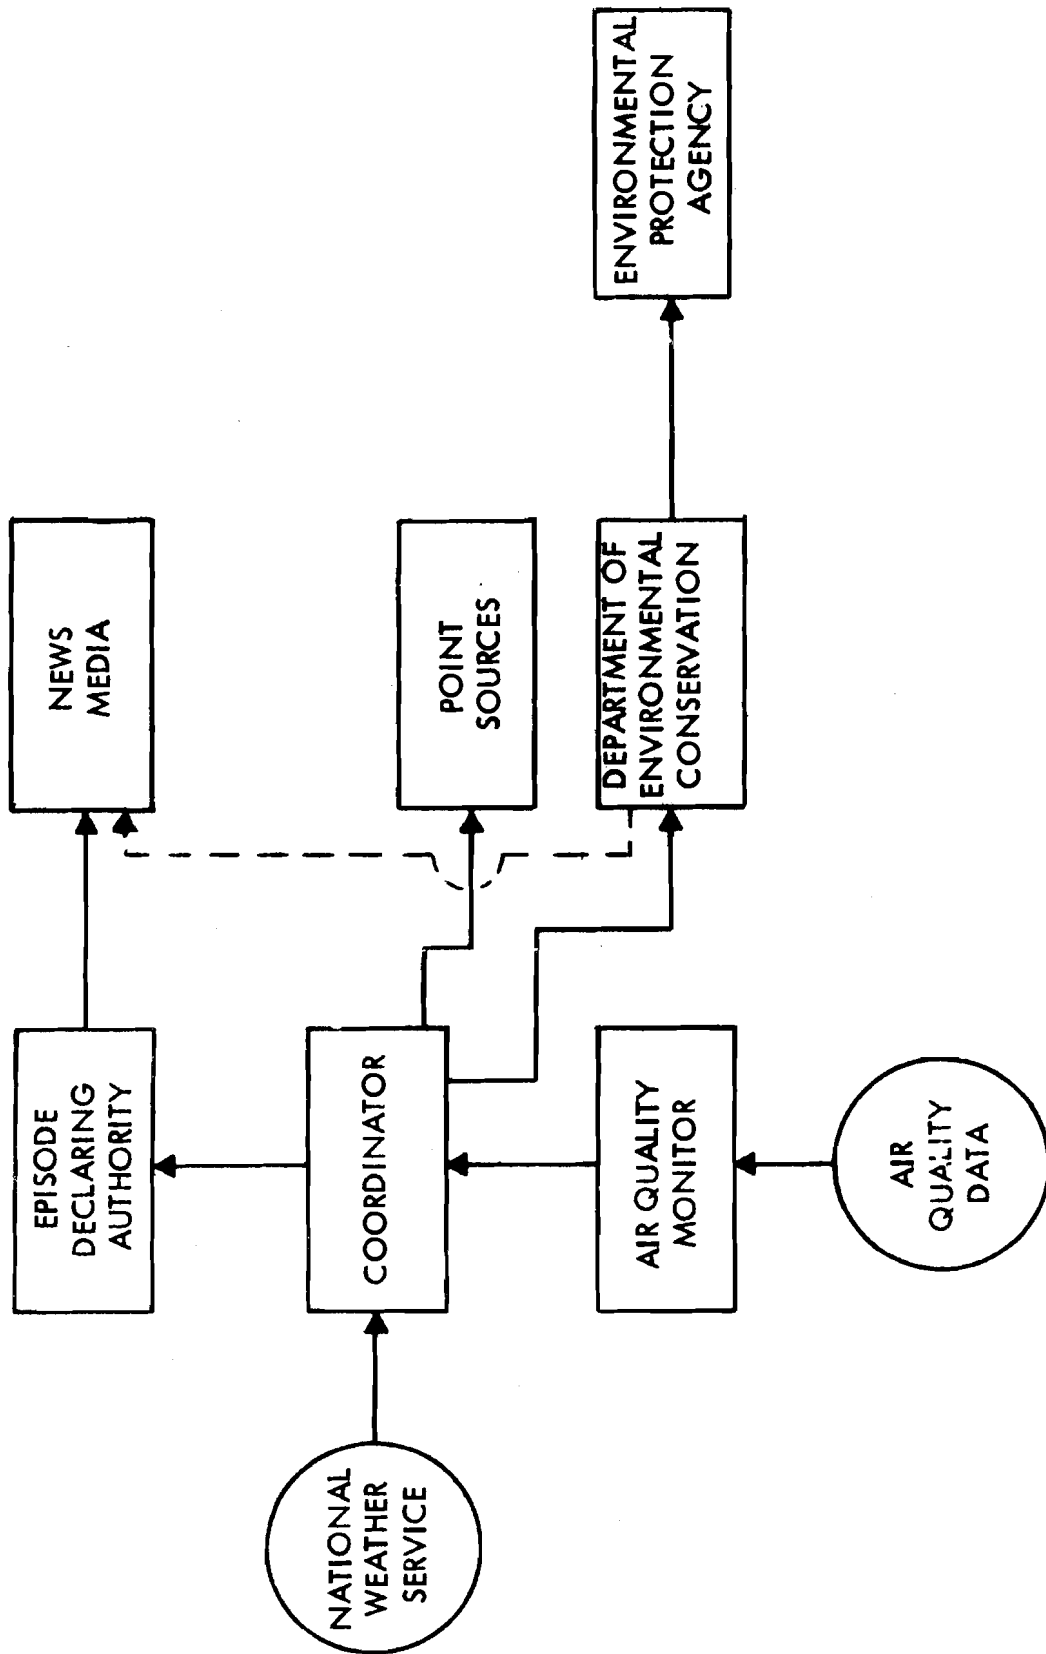 NATIONAL
WEATHER
SERVICE
EPISODE
DECLARING
AUTHORITY
COORDINATOR
AIR QUALITY
MONITOR
AIR
QUALITY
DATA
NEWS
MEDIA
POINT
SOURCES
DEPARTMENT OF
ENVIRONMENTAL
CONSERVATION
ENVIRONMENTAL
PROTECTION
AGENCY